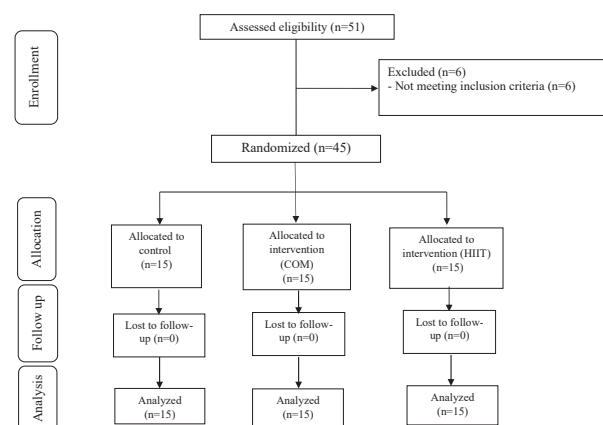 Enrollment
Assessed eligibility (n=51)
Excluded (n=6)
- Not meeting inclusion criteria (n=6)
Randomized (n=45)
Allocation
Allocated to
control
(n=15)
Allocated to
intervention
(COM)
(n=15)
Allocated to
intervention (HIIT)
(n=15)
Follow up
Lost to follow-
up (n=0)
Lost to follow-
up (n=0)
Lost to follow-
up (n=0)
Analysis
Analyzed
(n=15)
Analyzed
(n=15)
Analyzed
(n=15)